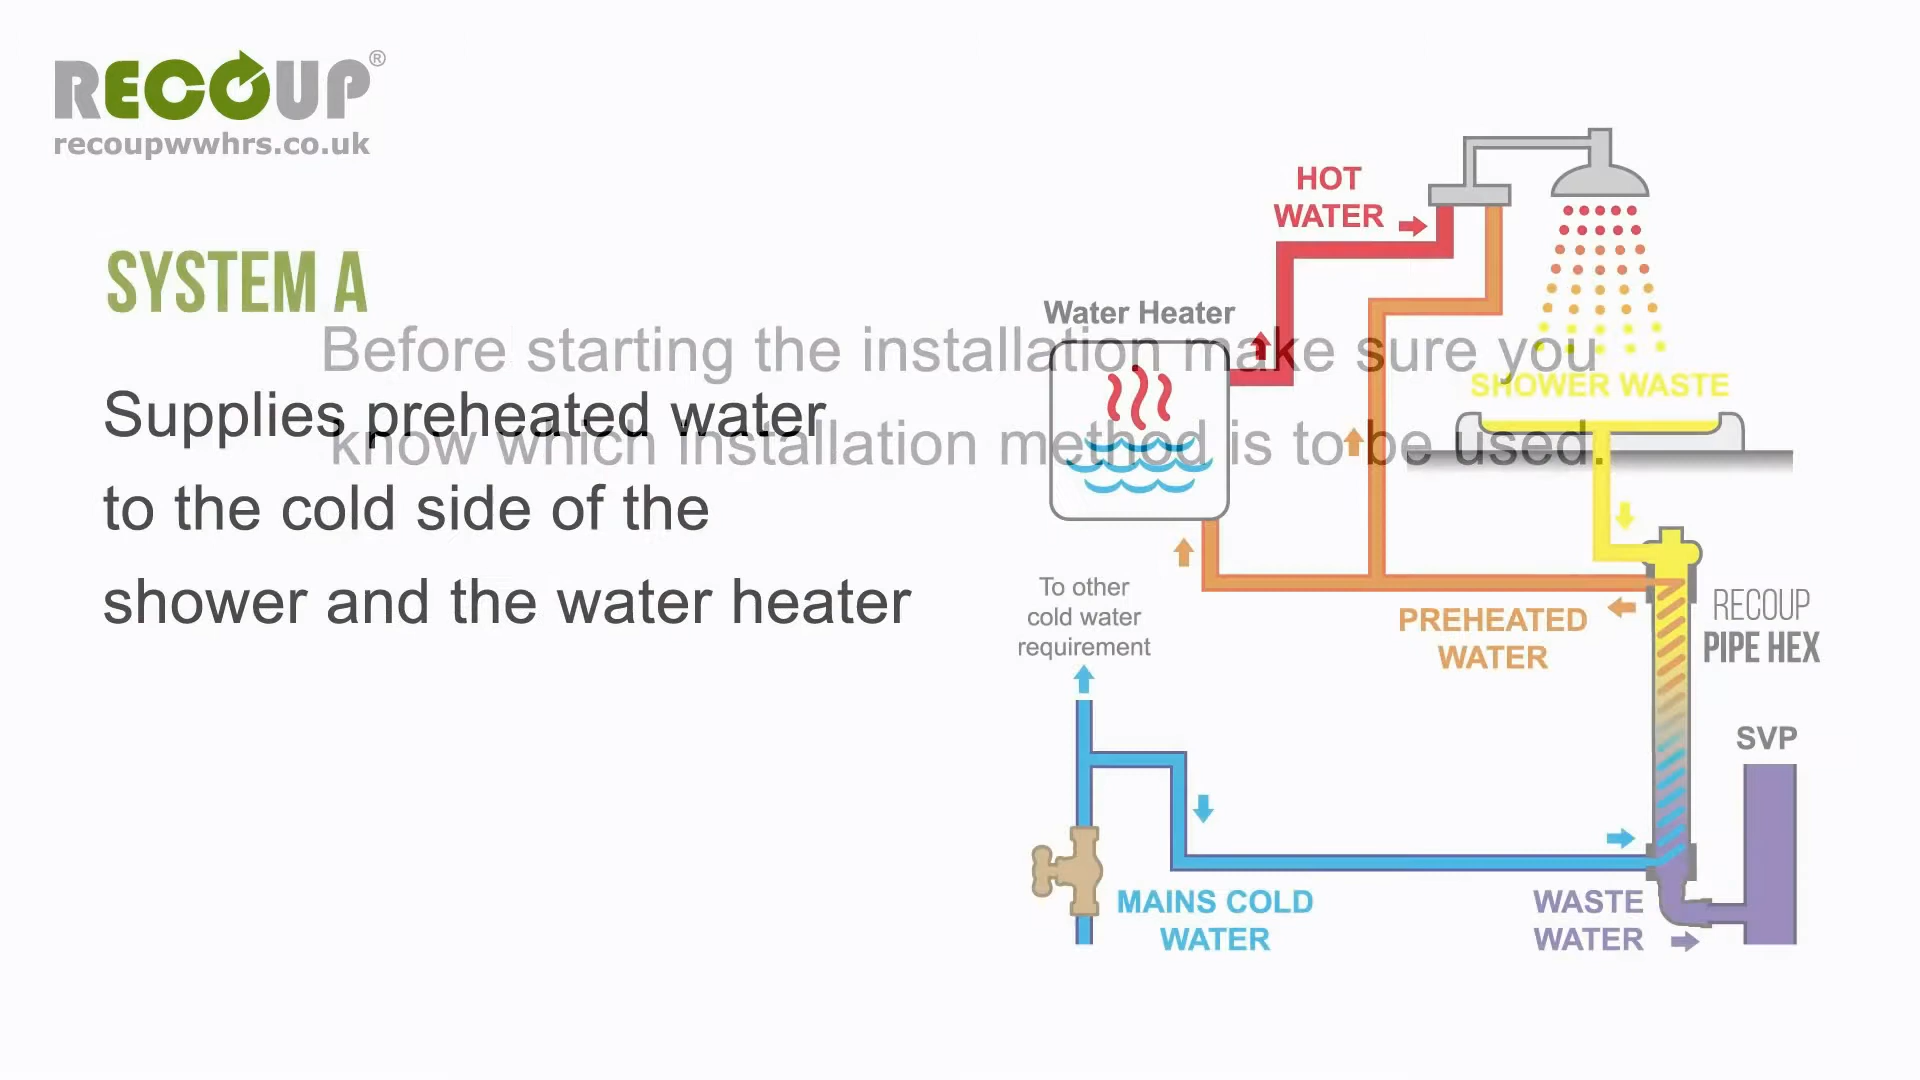 RECOUP®
recoupwwhrs.co.uk
SYSTEM A
Before starting the installation make sure you
know which installation method is to be used.
Supplies preheated water
to the cold side of the
shower and the water heater
HOT
WATER
Water Heater
SHOWER WASTE
To other
cold water
requirement
PREHEATED
WATER
RECOUP
PIPE HEX
SVP
MAINS COLD
WATER
WASTE
WATER